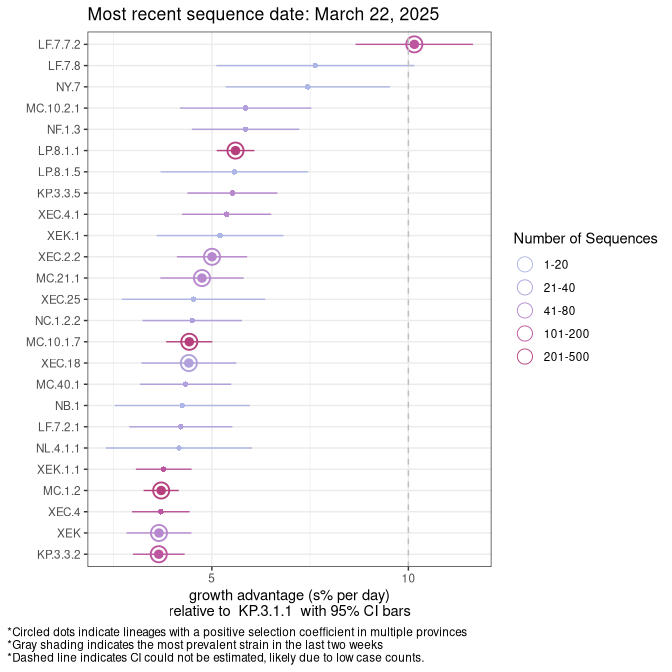 Most recent sequence date: March 22, 2025
LF.7.7.2
LF.7.8
NY.7
MC.10.2.1
NF.1.3
LP.8.1.1
LP.8.1.5
KP.3.3.5
XEC.4.1
XEK.1
XEC.2.2
MC.21.1
XEC.25
NC.1.2.2
MC.10.1.7
XEC.18
MC.40.1
NB.1
LF.7.2.1
NL.4.1.1
XEK.1.1
MC.1.2
XEC.4
XEK
KP.3.3.2
5
10
growth advantage (s% per day)
relative to KP.3.1.1 with 95% CI bars
Number of Sequences
1-20
21-40
41-80
101-200
201-500
*Circled dots indicate lineages with a positive selection coefficient in multiple provinces
*Gray shading indicates the most prevalent strain in the last two weeks
*Dashed line indicates CI could not be estimated, likely due to low case counts.